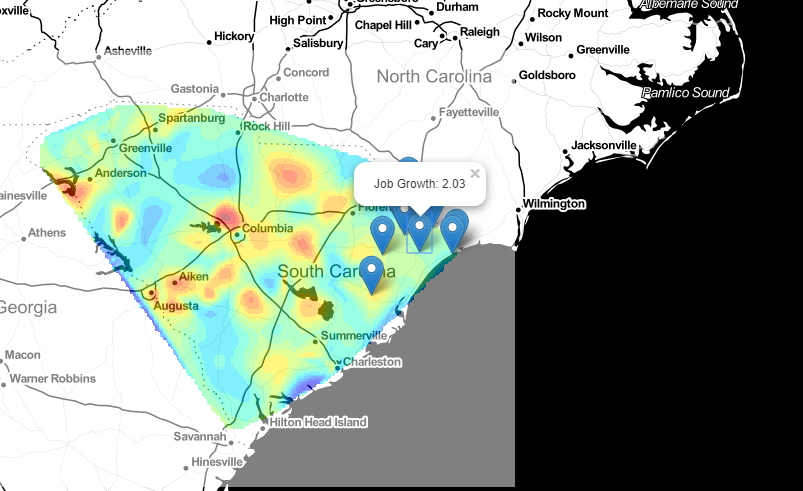 oxville
High Point
Greensboro
Durham
Albemarle Sound
Chapel Hill
Rocky Mount
Hickory
Salisbury
Cary
Raleigh
Wilson
Asheville
Greenville
Concord
North Carolina
Goldsboro
Gastonia
Charlotte
Pamlico Sound
Fayetteville
Spartanburg
Rock Hill
Greenville
Jacksonville
Anderson
Job Growth: 2.03
×
ainesville
Wilmington
Floren
Athens
Columbia
South Carolina
Aiken
Georgia
Augusta
Summerville
Macon
Charleston
Warner Robbins
Hilton Head Island
Savannah
Hinesville